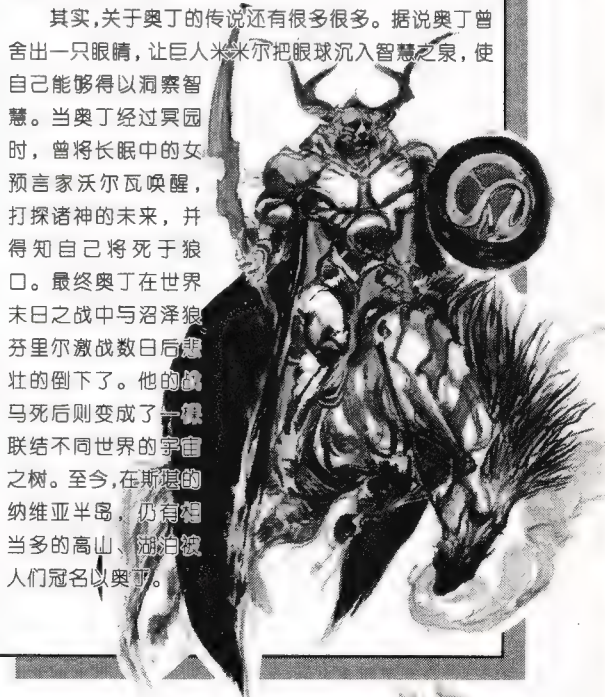 其实,关于奥丁的传说还有很多很多。据说奥丁曾
舍出一只眼睛，让巨人米米尔把眼球沉入智慧之泉，使
自己能够得以洞察智
慧。当奥丁经过冥园
时，曾将长眠中的女
预言家沃尔瓦唤醒，
打探诸神的未来，并
得知自己将死于狼
口。最终奥丁在世界
末日之战中与沼泽狼
芬里尔激战数日后悲
壮的倒下了。他的战
马死后则变成了一棵
联结不同世界的宇宙
之树。至今,在斯堪的
纳维亚半岛，仍有相
当多的高山、湖泊被
人们冠名以奥丁。